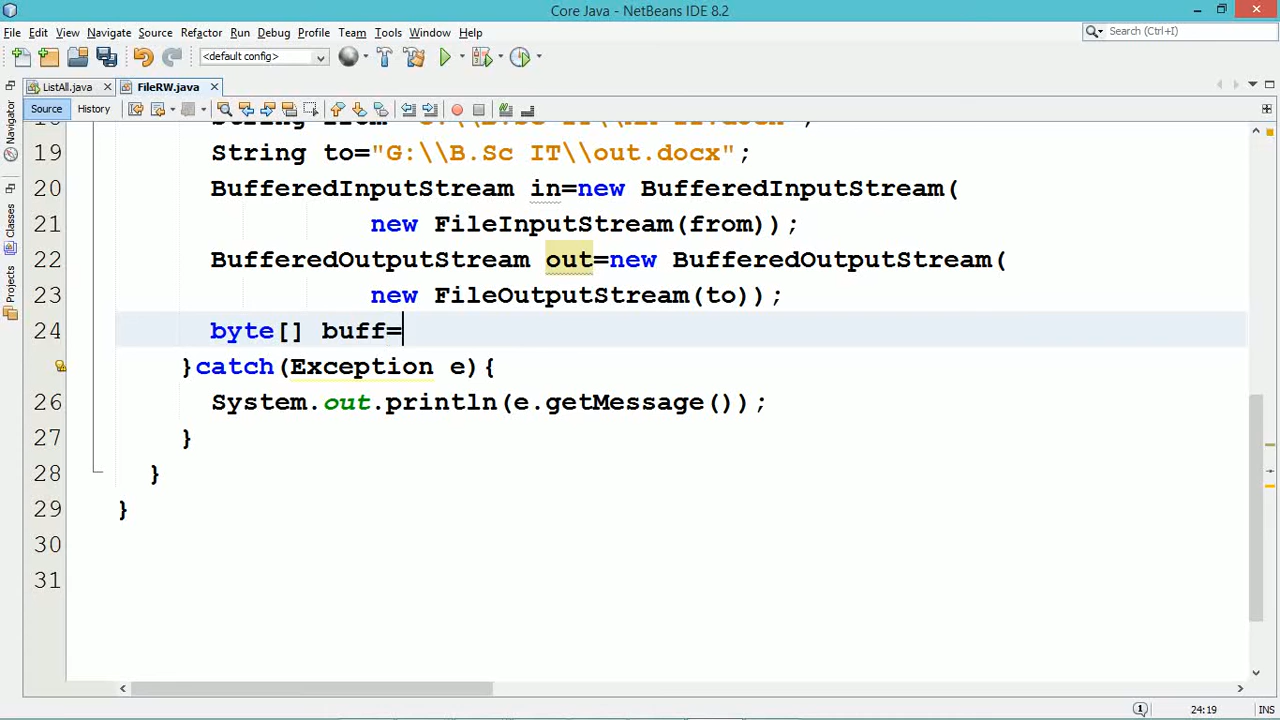 Core Java - NetBeans IDE 8.2
File Edit View Navigate Source Refactor Run Debug Profile Team Tools Window Help
Search (Ctrl+I)
<default config>
ListAll.java
FileRW.java
Source History
Navigator
Classes
Projects
19 String to="G:\\B.Sc IT\\out.docx";
20 BufferedInputStream in=new BufferedInputStream(
21 new FileInputStream(from));
22 BufferedOutputStream out=new BufferedOutputStream(
23 new FileOutputStream(to));
24 byte[] buff=
}catch(Exception e){
26 System.out.println(e.getMessage());
27 }
28 }
29 }
30
31
24:19 INS